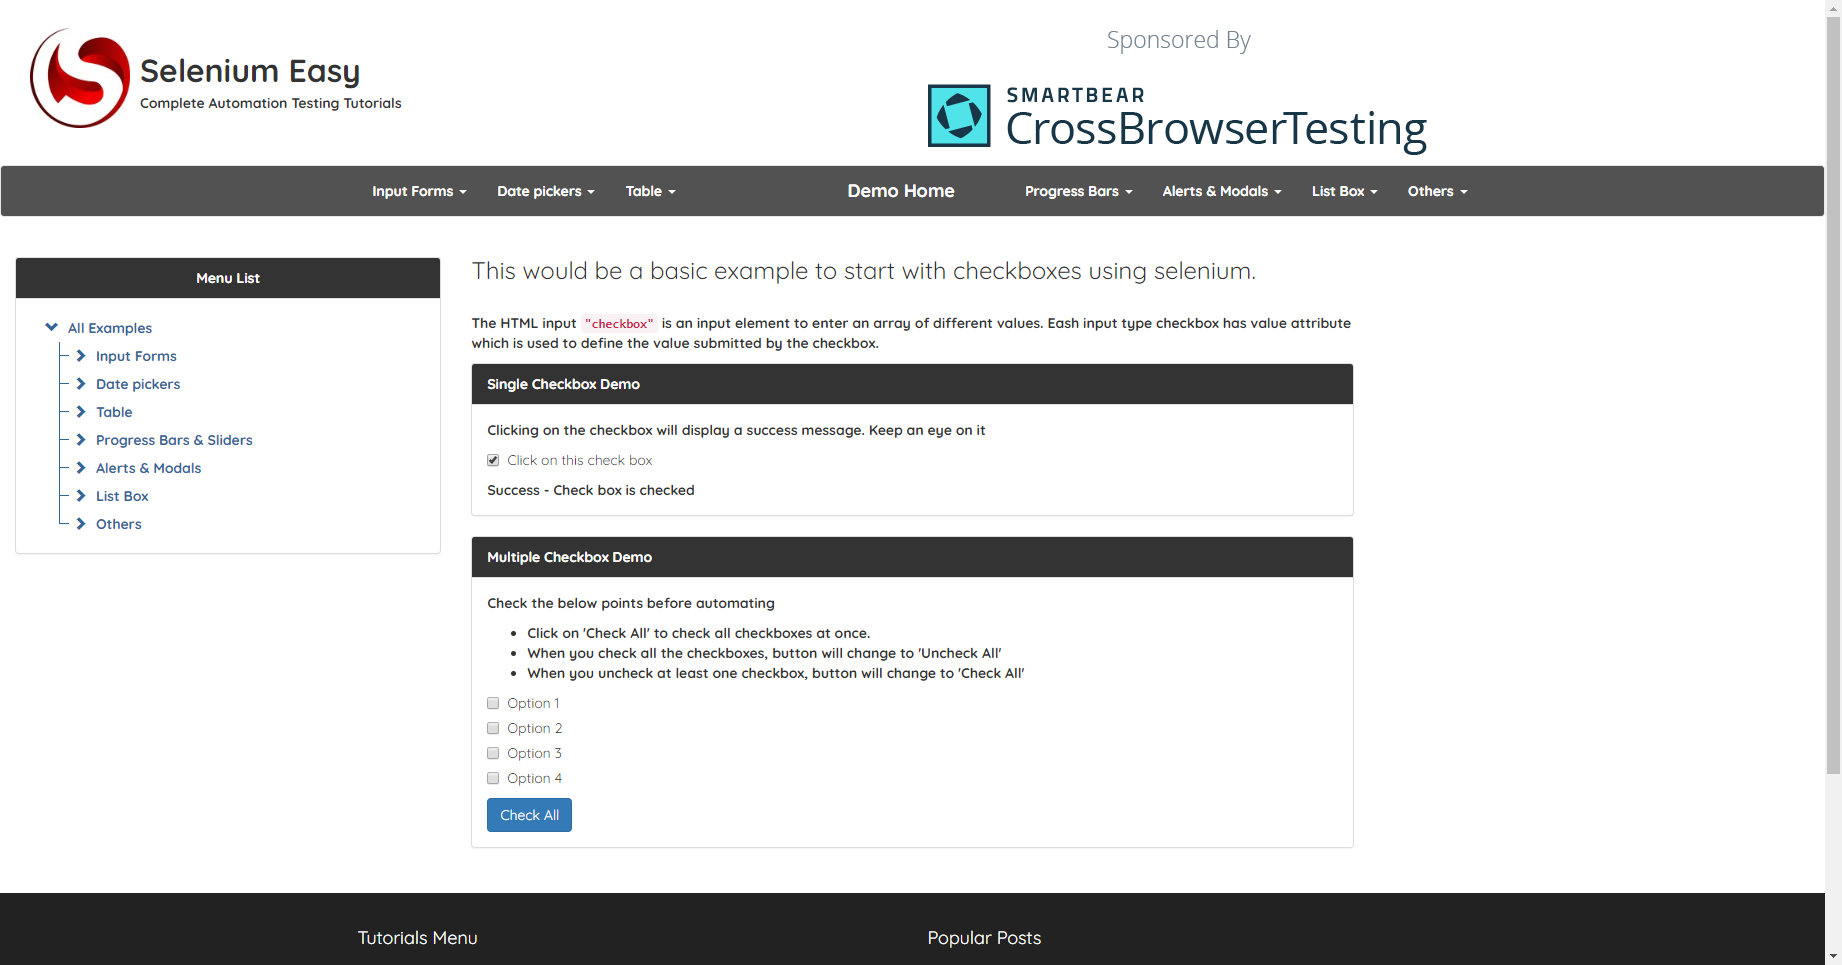 Selenium Easy
Complete Automation Testing Tutorials
Sponsored By
SMARTBEAR
CrossBrowserTesting
Input Forms Date pickers Table Demo Home Progress Bars Alerts & Modals List Box Others
Menu List
All Examples
Input Forms
Date pickers
Table
Progress Bars & Sliders
Alerts & Modals
List Box
Others
This would be a basic example to start with checkboxes using selenium.
The HTML input "checkbox" is an input element to enter an array of different values. Eash input type checkbox has value attribute
which is used to define the value submitted by the checkbox.
Single Checkbox Demo
Clicking on the checkbox will display a success message. Keep an eye on it
Click on this check box
Success - Check box is checked
Multiple Checkbox Demo
Check the below points before automating
• Click on 'Check All' to check all checkboxes at once.
• When you check all the checkboxes, button will change to 'Uncheck All'
• When you uncheck at least one checkbox, button will change to 'Check All'
Option 1
Option 2
Option 3
Option 4
Check All
Tutorials Menu
Popular Posts